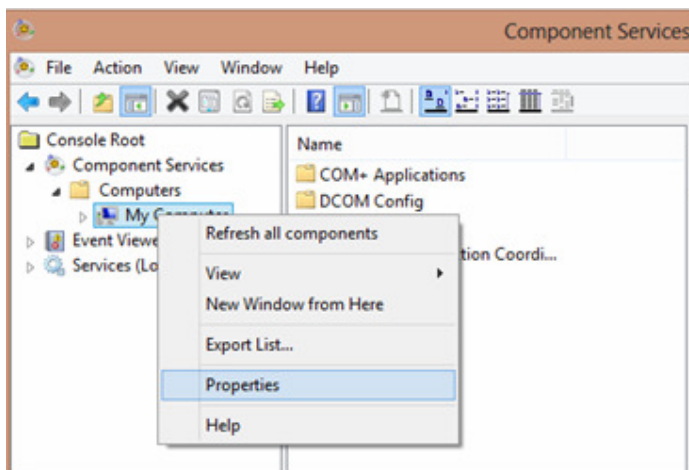 Component Services
File Action View Window Help
Console Root
Component Services
Computers
My Computer
Event Viewe
Services (Lo
Name
COM+ Applications
DCOM Config
tion Coordi...
Refresh all components
View
New Window from Here
Export List...
Properties
Help